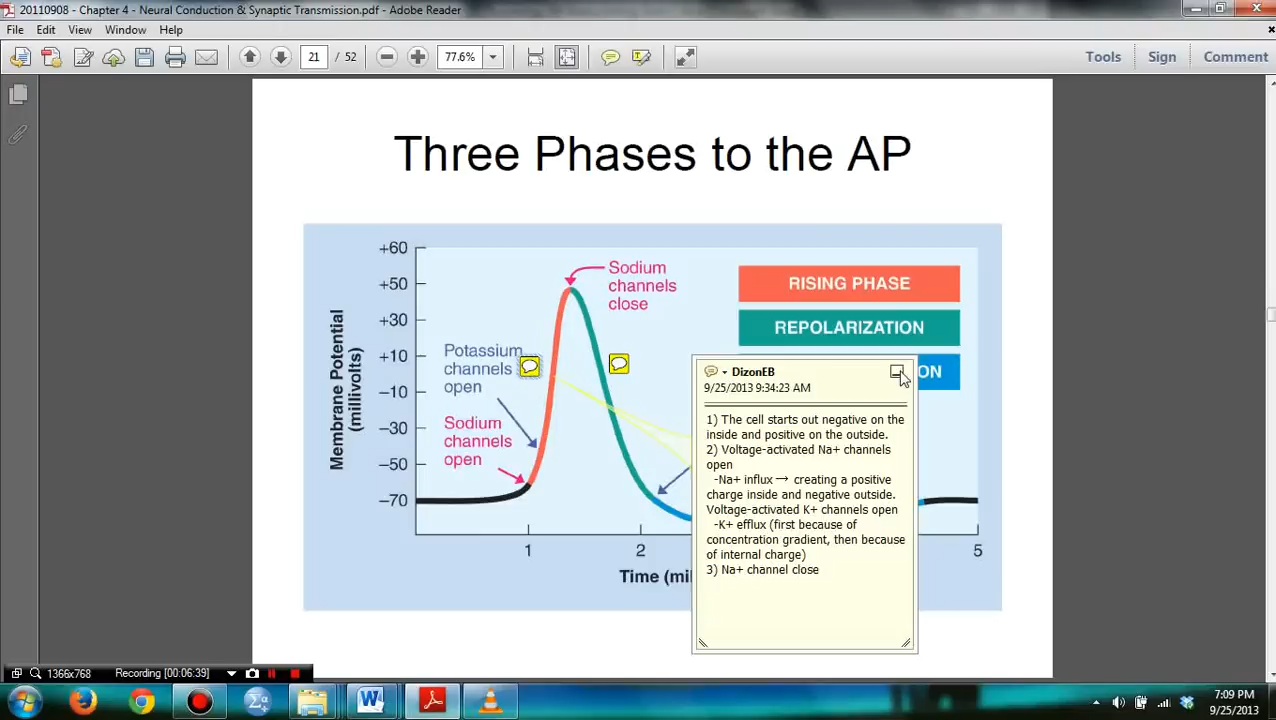 20110908 - Chapter 4 - Neural Conduction & Synaptic Transmission.pdf - Adobe Reader
File Edit View Window Help
21 / 52 77.6% Tools Sign Comment
Three Phases to the AP
Membrane Potential
(millivolts)
+60
+50
+30
+10
−10
−30
−50
−70
Sodium
channels
close
Potassium
channels
open
Sodium
channels
open
RISING PHASE
REPOLARIZATION
ON
DizonEB
9/25/2013 9:34:23 AM
1) The cell starts out negative on the
inside and positive on the outside.
2) Voltage-activated Na+ channels
open
-Na+ influx → creating a positive
charge inside and negative outside.
Voltage-activated K+ channels open
-K+ efflux (first because of
concentration gradient, then because
of internal charge)
3) Na+ channel close
1 2 5
Time (mi
1366x768 Recording [00:06:39]
7:09 PM
9/25/2013